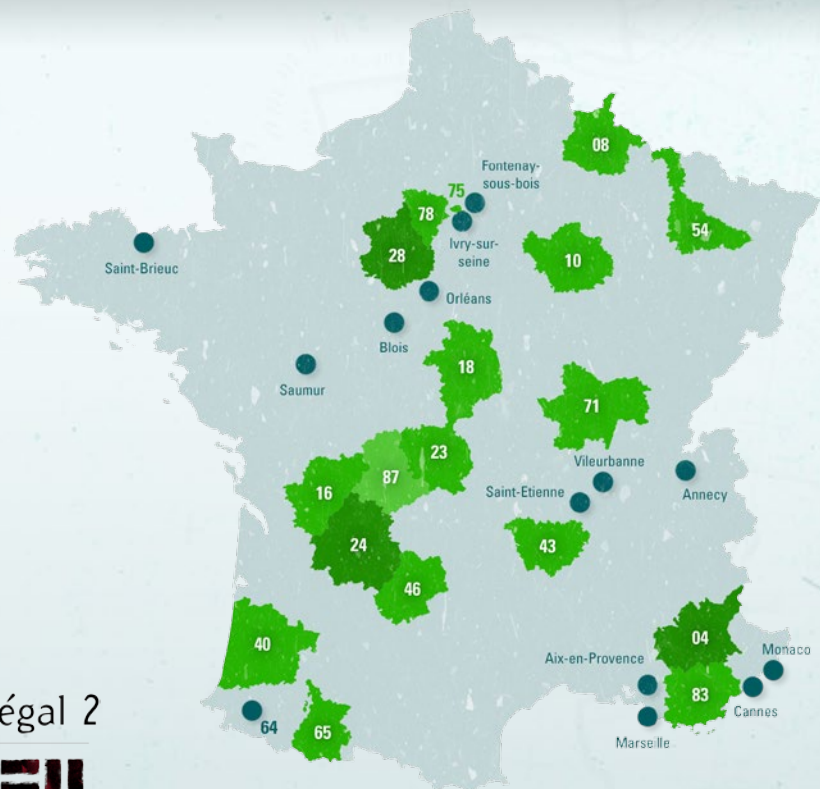 08
Fontenay-
sous-bois
75
78
54
Ivry-sur-
seine
28
10
Saint-Brieuc
Orléans
Blois
18
Saumur
71
23
Vileurbanne
87
Annecy
16
Saint-Etienne
24
43
46
04
40
Monaco
Aix-en-Provence
83
Cannes
égal 2
64
65
Marseille